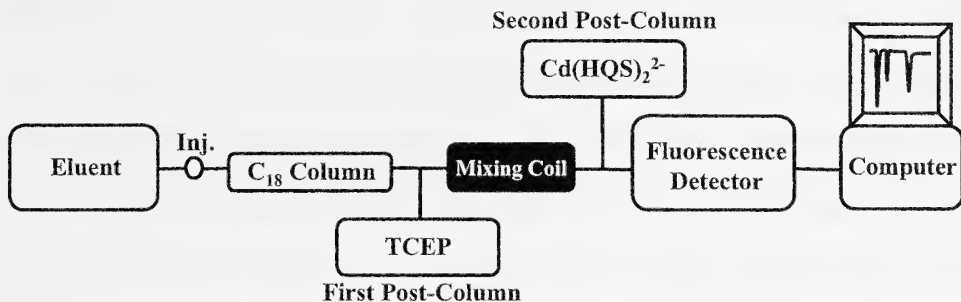 Second Post-Column
Cd(HQS)₂²⁻
Eluent
Inj.
C₁₈ Column
Mixing Coil
Fluorescence
Detector
Computer
TCEP
First Post-Column